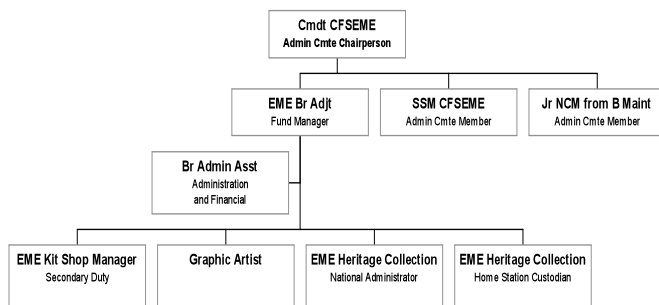 Cmdt CFSEME
Admin Cmte Chairperson
EME Br Adjt
Fund Manager
SSM CFSEME
Admin Cmte Member
Jr NCM from B Maint
Admin Cmte Member
Br Admin Asst
Administration
and Financial
EME Kit Shop Manager
Secondary Duty
Graphic Artist
EME Heritage Collection
National Administrator
EME Heritage Collection
Home Station Custodian